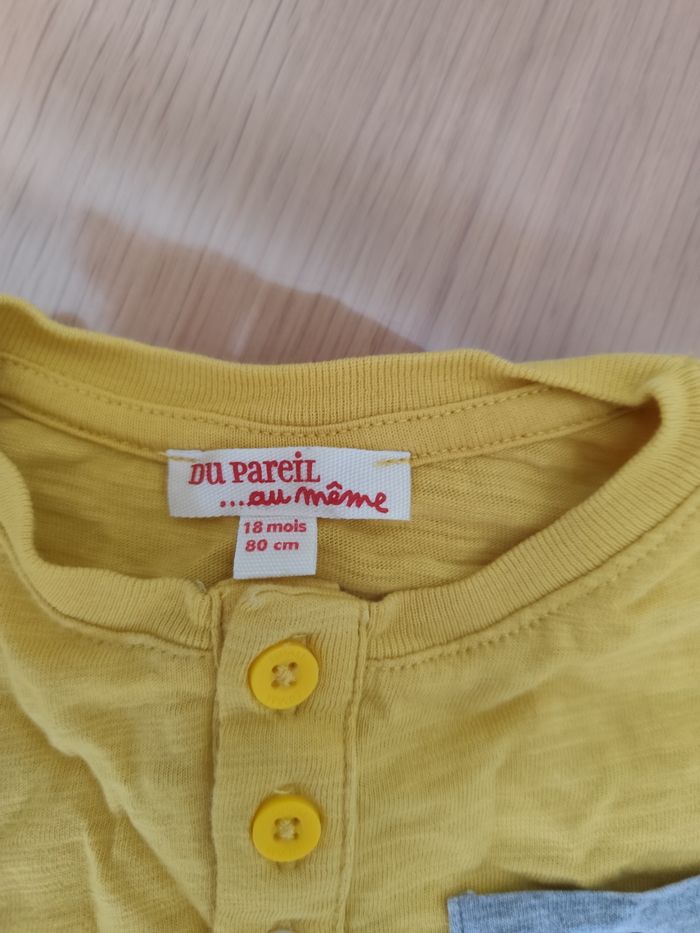 DU PAREIL
...au même
18 mois
80 cm